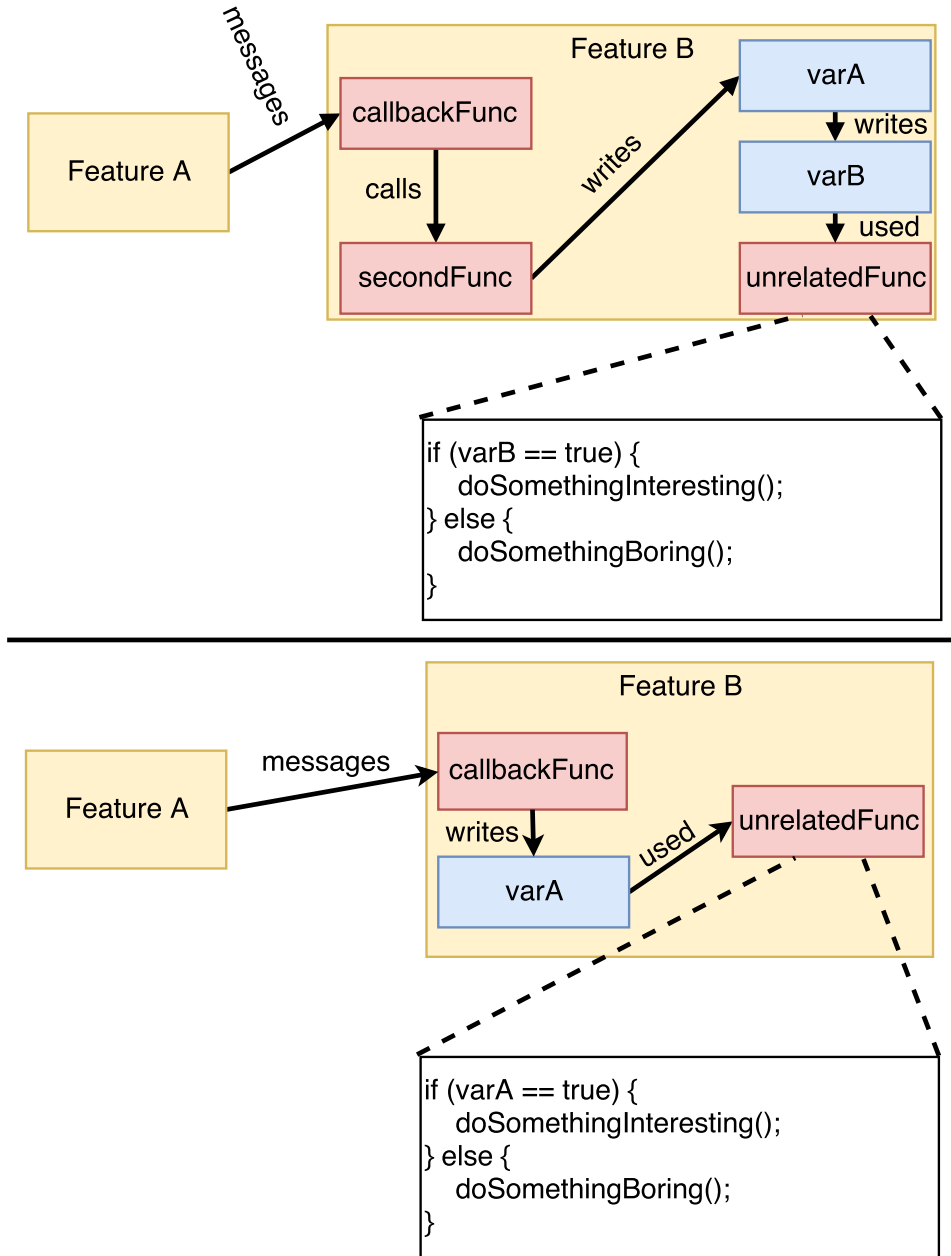 messages
Feature B
varA
callbackFunc
Feature A
writes
writes
varB
calls
used
secondFunc
unrelatedFunc
if (varB == true) {
doSomethingInteresting();
} else {
doSomethingBoring();
}
Feature B
messages
callbackFunc
Feature A
unrelatedFunc
writes
used
varA
if (varA == true) {
doSomethingInteresting();
} else {
doSomethingBoring();
}